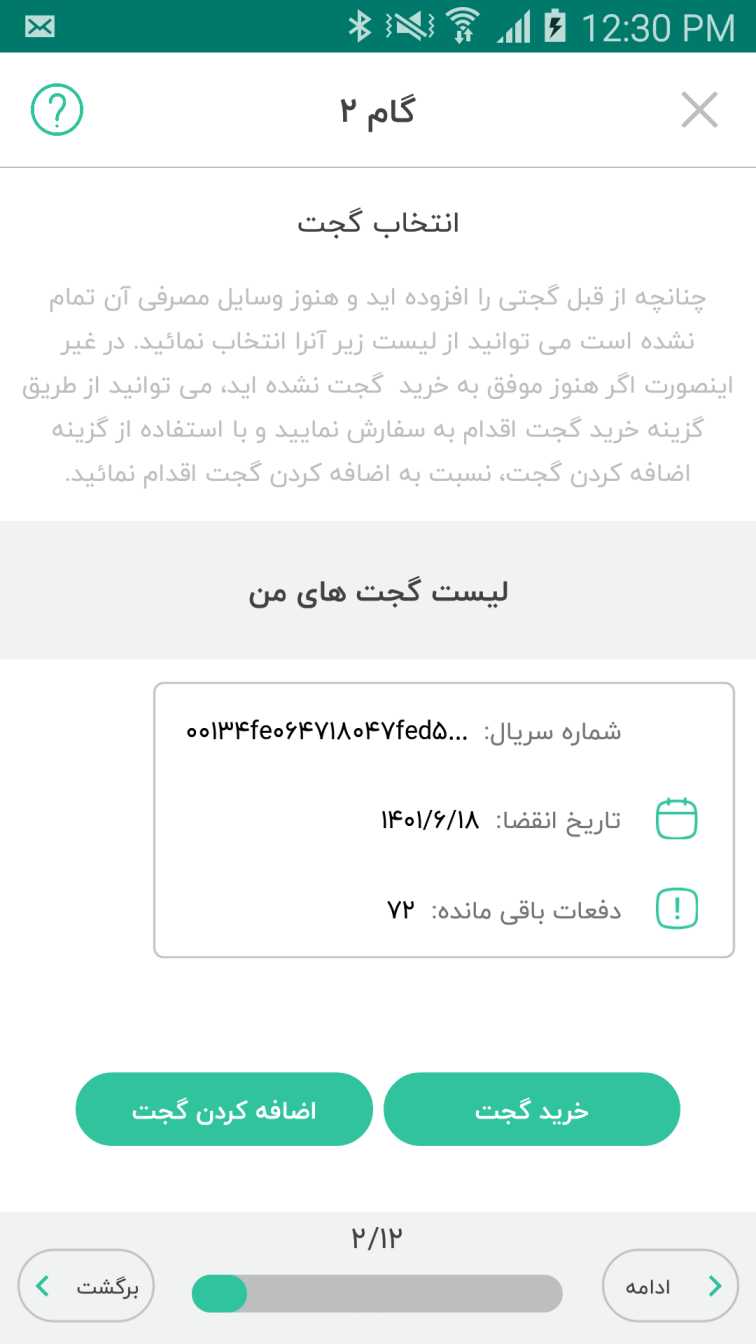 12:30 PM
گام ۲
انتخاب گجت
چنانچه از قبل گجتی را افزوده اید و هنوز وسایل مصرفی آن تمام
نشده است می توانید از لیست زیر آنرا انتخاب نمائید. در غیر
اینصورت اگر هنوز موفق به خرید گجت نشده اید، می توانید از طریق
گزینه خرید گجت اقدام به سفارش نمایید و با استفاده از گزینه
اضافه کردن گجت، نسبت به اضافه کردن گجت اقدام نمائید.
لیست گجت های من
شماره سریال: ۰۰۱۳۴fe۰۶۴۷۱۸۰۴۷fed۵...
تاریخ انقضا: ۱۴۰۱/۶/۱۸
دفعات باقی مانده: ۷۲
خرید گجت
اضافه کردن گجت
۲/۱۲
ادامه
برگشت